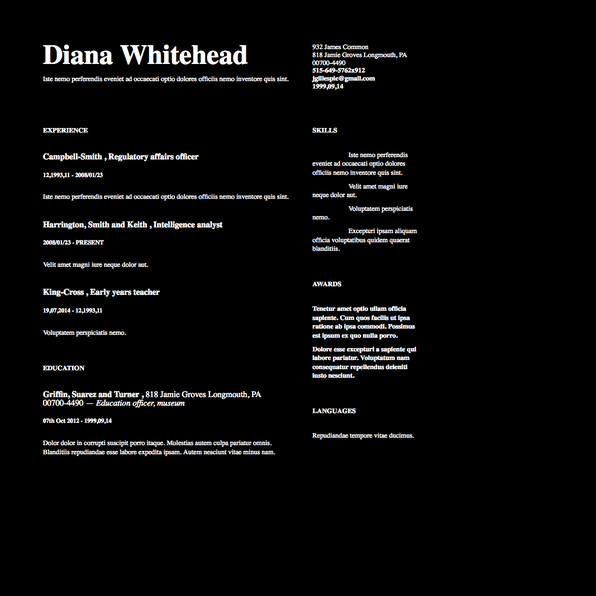 Diana Whitehead
Iste nemo perferendis eveniet ad occaecati optio dolores officiis nemo inventore quis sint.
932 James Common
818 Jamie Groves Longmouth, PA
00700-4490
515-649-5762x912
jgillespie@gmail.com
1999,09,14
EXPERIENCE
Campbell-Smith , Regulatory affairs officer
12,1993,11 - 2008/01/23
Iste nemo perferendis eveniet ad occaecati optio dolores officiis nemo inventore quis sint.
Harrington, Smith and Keith , Intelligence analyst
2008/01/23 - PRESENT
Velit amet magni iure neque dolor aut.
King-Cross , Early years teacher
19,07,2014 - 12,1993,11
Voluptatem perspiciatis nemo.
EDUCATION
Griffin, Suarez and Turner , 818 Jamie Groves Longmouth, PA
00700-4490 — Education officer, museum
07th Oct 2012 - 1999,09,14
Dolor dolor in corrupti suscipit porro itaque. Molestias autem culpa pariatur omnis.
Blanditiis repudiandae esse labore expedita ipsam. Autem nesciunt vitae minus nam.
SKILLS
Iste nemo perferendis
eveniet ad occaecati optio dolores
officiis nemo inventore quis sint.
Velit amet magni iure
neque dolor aut.
Voluptatem perspiciatis
nemo.
Excepturi ipsam aliquam
officia voluptatibus quidem quaerat
blanditiis.
AWARDS
Tenetur amet optio ullam officia
sapiente. Cum quos facilis ut ipsa
ratione ab ipsa commodi. Possimus
est ipsum ex quo nulla porro.
Dolore esse excepturi a sapiente qui
labore pariatur. Voluptatum nam
consequatur repellendus deleniti
iusto nesciunt.
LANGUAGES
Repudiandae tempore vitae ducimus.